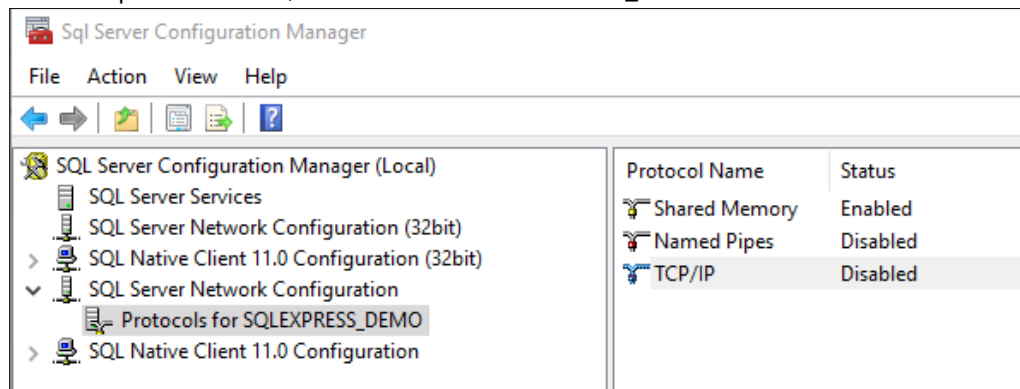 Sql Server Configuration Manager
File Action View Help
SQL Server Configuration Manager (Local)
SQL Server Services
SQL Server Network Configuration (32bit)
SQL Native Client 11.0 Configuration (32bit)
SQL Server Network Configuration
Protocols for SQLEXPRESS_DEMO
SQL Native Client 11.0 Configuration
Protocol Name Status
Shared Memory Enabled
Named Pipes Disabled
TCP/IP Disabled